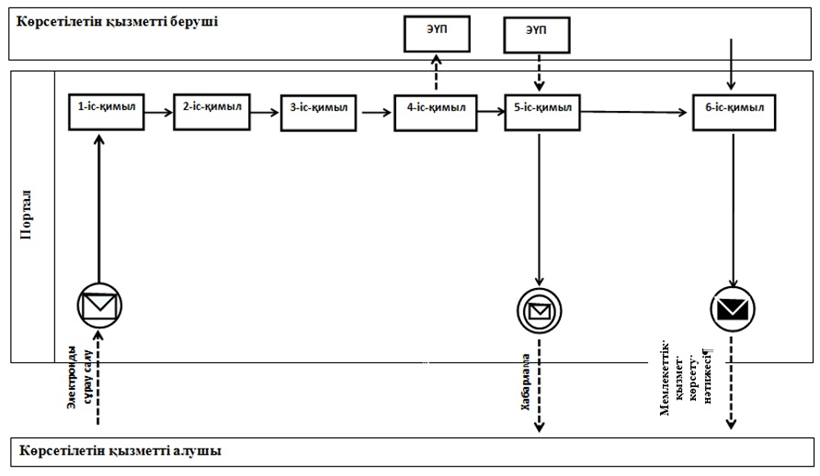 Көрсетілетін қызметті беруші
ЭҮП
ЭҮП
Портал
1-іс-қимыл
2-іс-қимыл
3-іс-қимыл
4-іс-қимыл
5-іс-қимыл
6-іс-қимыл
Электронды
сұрау салу
Хабарлама
Мемлекеттік·
қызмет·
көрсету·
нәтижесі¶
Көрсетілетін қызметті алушы